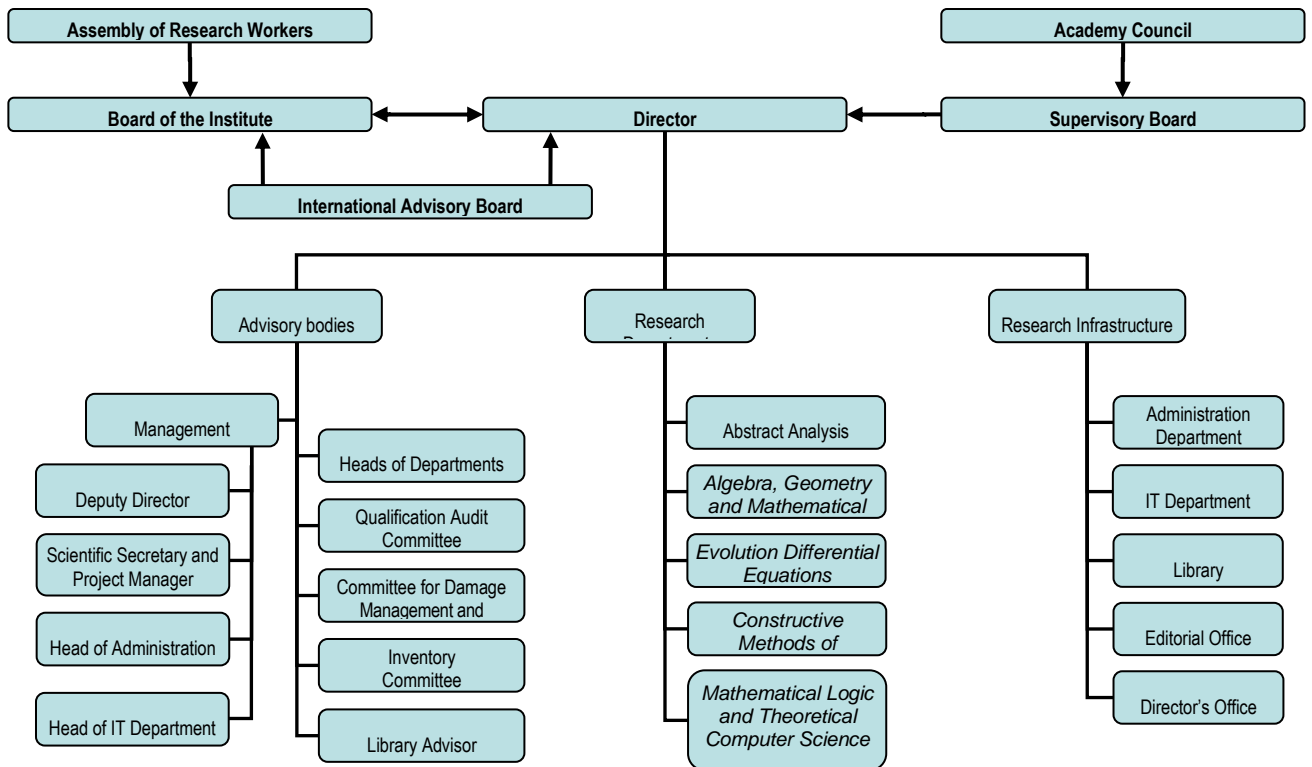 Assembly of Research Workers
Academy Council
Board of the Institute
Director
Supervisory Board
International Advisory Board
Advisory bodies
Research
Research Infrastructure
Management
Deputy Director
Scientific Secretary and
Project Manager
Head of Administration
Head of IT Department
Heads of Departments
Qualification Audit
Committee
Committee for Damage
Management and
Inventory
Committee
Library Advisor
Abstract Analysis
Algebra, Geometry
and Mathematical
Evolution Differential
Equations
Constructive
Methods of
Mathematical Logic
and Theoretical
Computer Science
Administration
Department
IT Department
Library
Editorial Office
Director’s Office